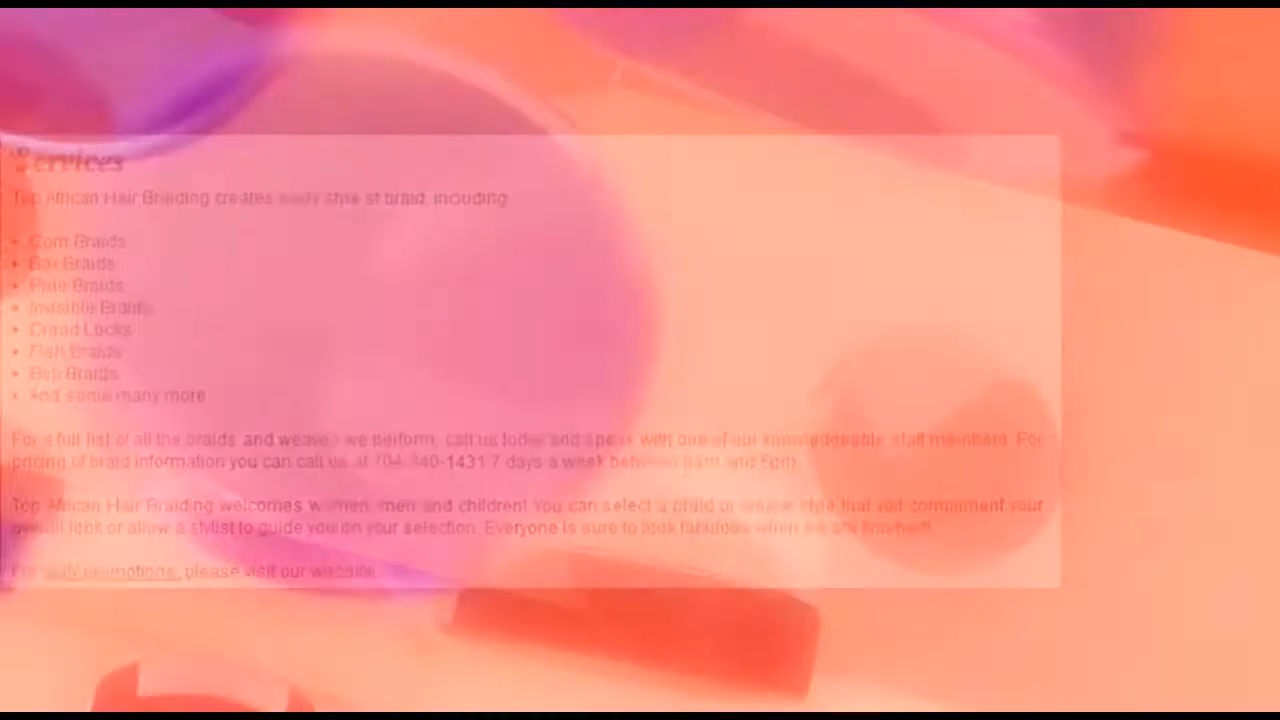 Services
Top African Hair Braiding creates every style of braid, including:
• Corn Braids
• Box Braids
• Pixie Braids
• Invisible Braids
• Dread Locks
• Fish Braids
• Bob Braids
• And some many more
For a full list of all the braids and weaves we perform, call us today and speak with one of our knowledgeable staff members. For
pricing of braid information you can call us at 704-340-1431 7 days a week between 8am and 5pm.
Top African Hair Braiding welcomes women, men and children! You can select a braid or weave style that will compliment your
overall look or allow a stylist to guide you on your selection. Everyone is sure to look fabulous when we are finished!
For daily promotions, please visit our website.